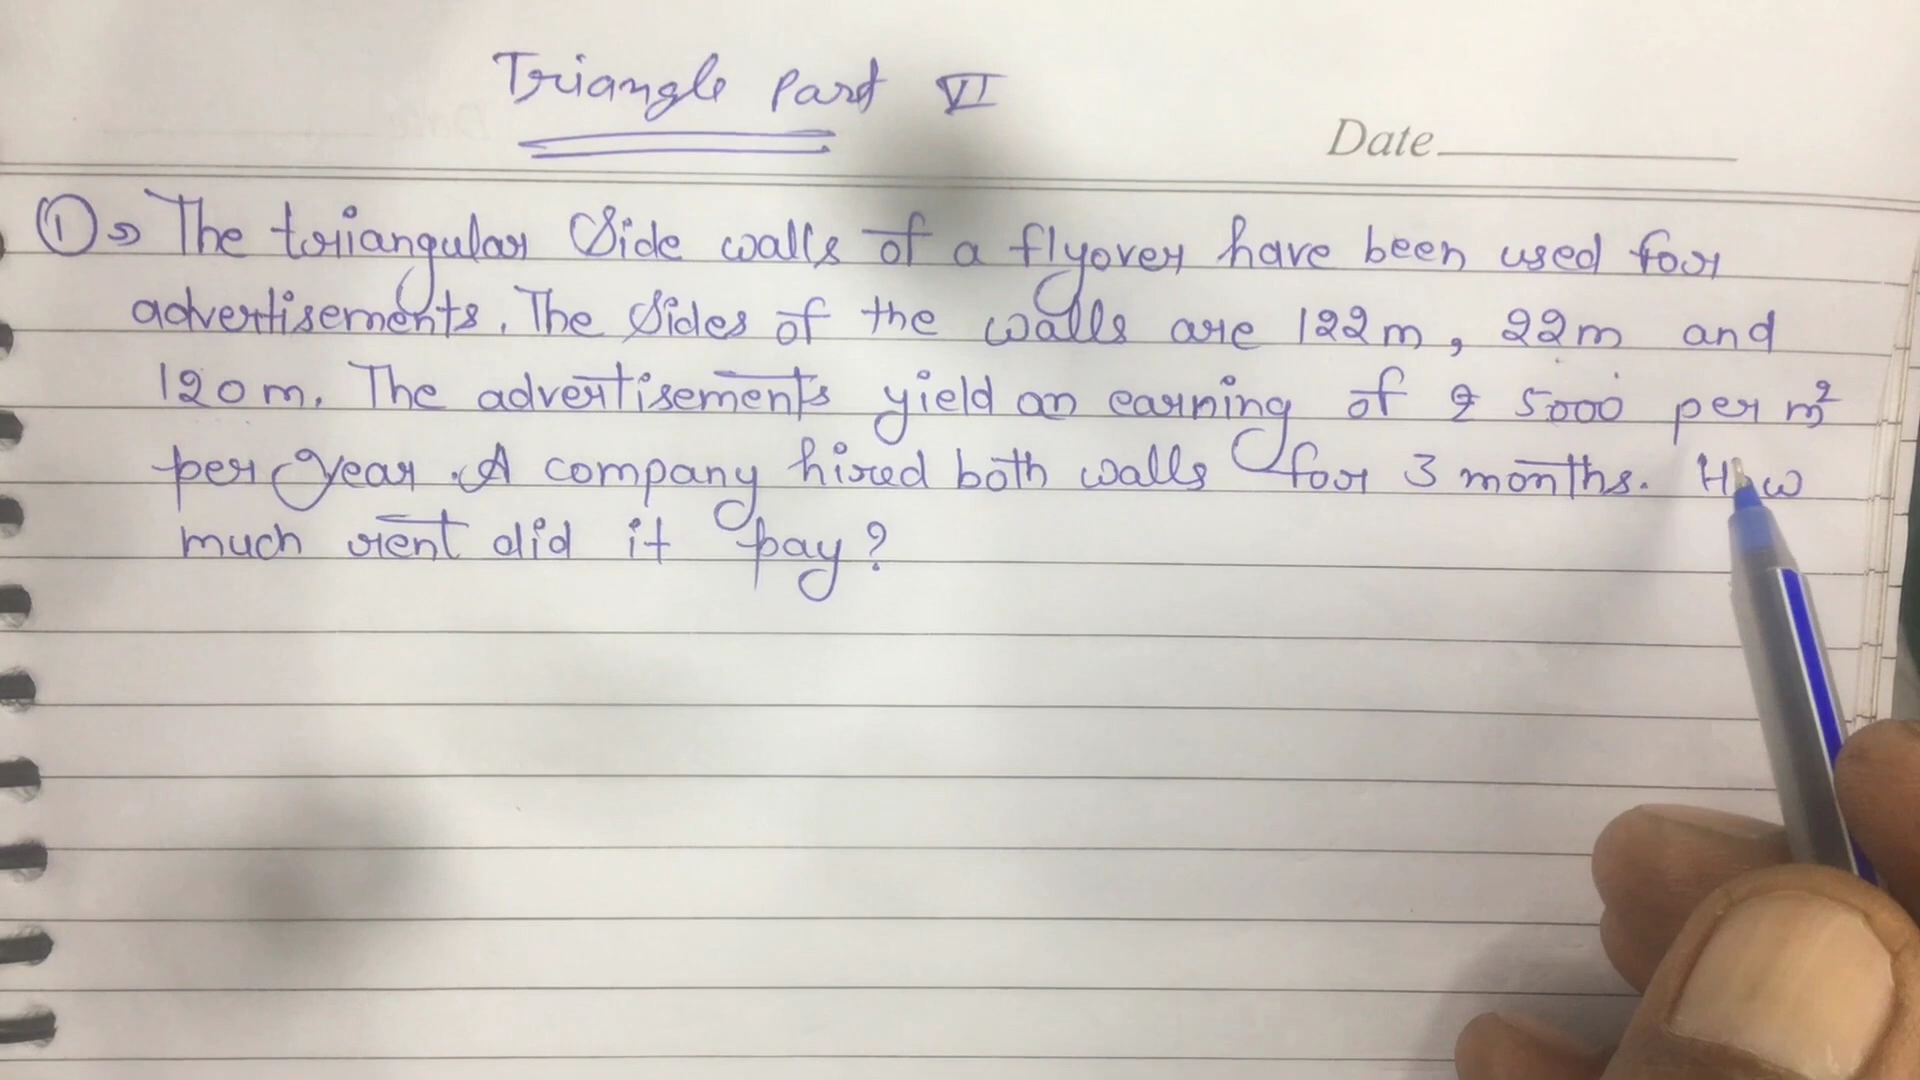 Triangle Part VI
Date
① → The triangular Side walls of a flyover have been used for
advertisements. The Sides of the walls are 122m, 22m and
120m. The advertisements yield an earning of ₹ 5000 per m²
per year. A company hired both walls for 3 months. How
much rent did it pay?